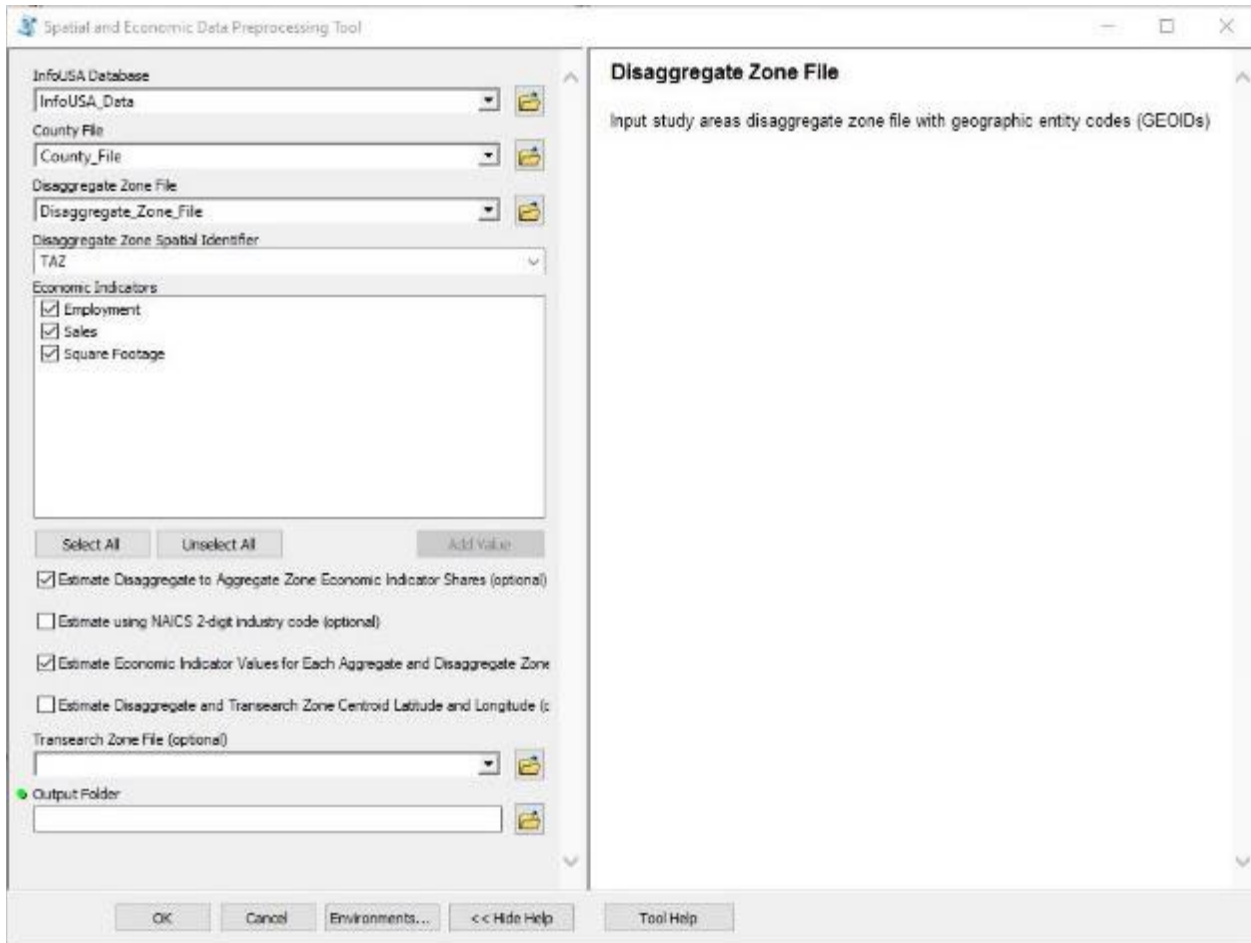 Spatial and Economic Data Preprocessing Tool
InfoUSA Database
InfoUSA_Data
County File
County_File
Disaggregate Zone File
Disaggregate_Zone_File
Disaggregate Zone Spatial Identifier
TAZ
Economic Indicators
Employment
Sales
Square Footage
Select All
Unselect All
Add Value
Estimate Disaggregate to Aggregate Zone Economic Indicator Shares (optional)
Estimate using NAICS 2-digit industry code (optional)
Estimate Economic Indicator Values for Each Aggregate and Disaggregate Zone
Estimate Disaggregate and Transearch Zone Centroid Latitude and Longitude (
Transearch Zone File (optional)
Output Folder
OK
Cancel
Environments...
<< Hide Help
Disaggregate Zone File
Input study areas disaggregate zone file with geographic entity codes (GEOIDs)
Tool Help